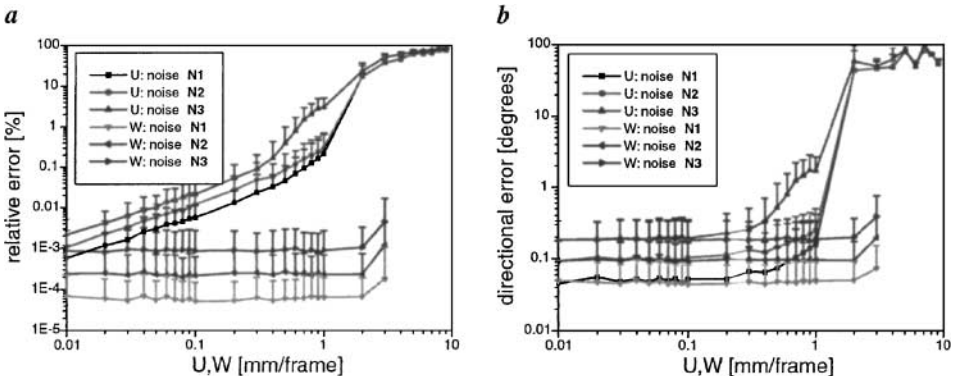 a
100
10
1
0.1
0.01
1E-3
1E-4
1E-5
relative error [%]
U: noise N1
U: noise N2
U: noise N3
W: noise N1
W: noise N2
W: noise N3
0.01
0.1
1
10
U,W [mm/frame]
b
100
10
1
0.1
0.01
directional error [degrees]
U: noise N1
U: noise N2
U: noise N3
W: noise N1
W: noise N2
W: noise N3
0.01
0.1
1
10
U,W [mm/frame]